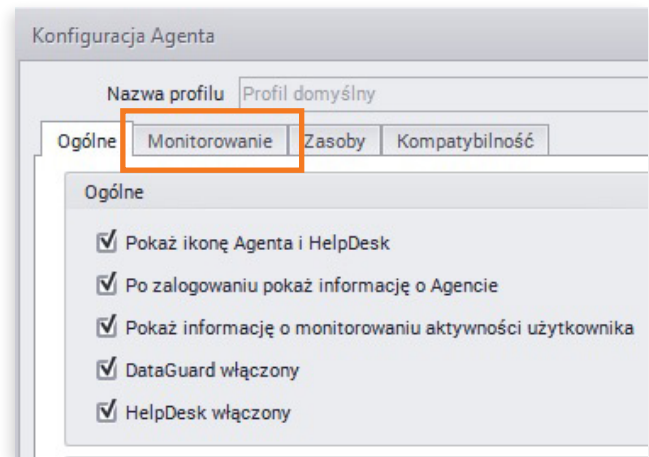 Konfiguracja Agenta
Nazwa profilu Profil domyślny
Ogólne Monitorowanie Zasoby Kompatybilność
Ogólne
Pokaż ikonę Agenta i HelpDesk
Po zalogowaniu pokaż informację o Agencie
Pokaż informację o monitorowaniu aktywności użytkownika
DataGuard włączony
HelpDesk włączony